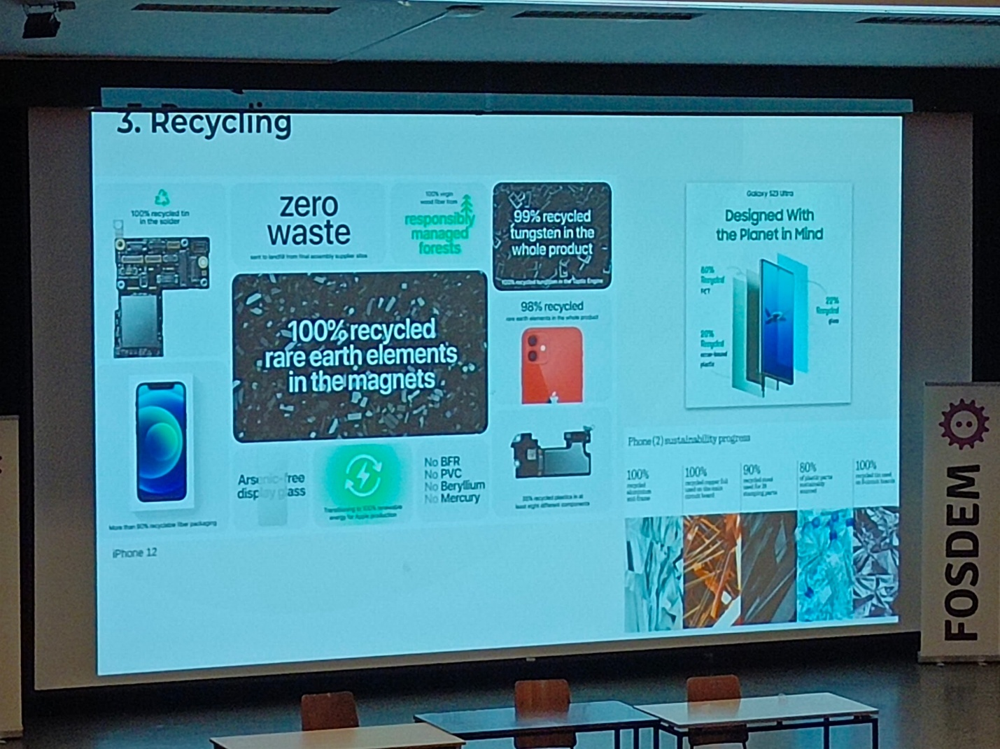 3. Recycling
100% recycled tin
in the solder
zero
waste
sent to landfill from final assembly supplier sites
100% virgin
wood fiber from
responsibly
managed
forests
99% recycled
tungsten in the
whole product
100% recycled tungsten in the Taptic Engine
100% recycled
rare earth elements
in the magnets
98% recycled
rare earth elements in the whole product
More than 90% recyclable fiber packaging
Arsenic-free
display glass
Transitioning to 100% renewable
energy for Apple production
No BFR
No PVC
No Beryllium
No Mercury
recycled plastics in at
least eight different components
iPhone 12
Galaxy S23 Ultra
Designed With
the Planet in Mind
80%
Recycled
PET
20%
Recycled
ocean-bound
plastic
22%
Recycled
glass
Phone (2) sustainability progress
100%
recycled
aluminium
mid-frame
100%
recycled copper foil
used on the main
circuit board
90%
recycled steel
used for
stamping parts
80%
of plastic parts
sustainably
sourced
100%
recycled tin used
on circuit boards
FOSDEM